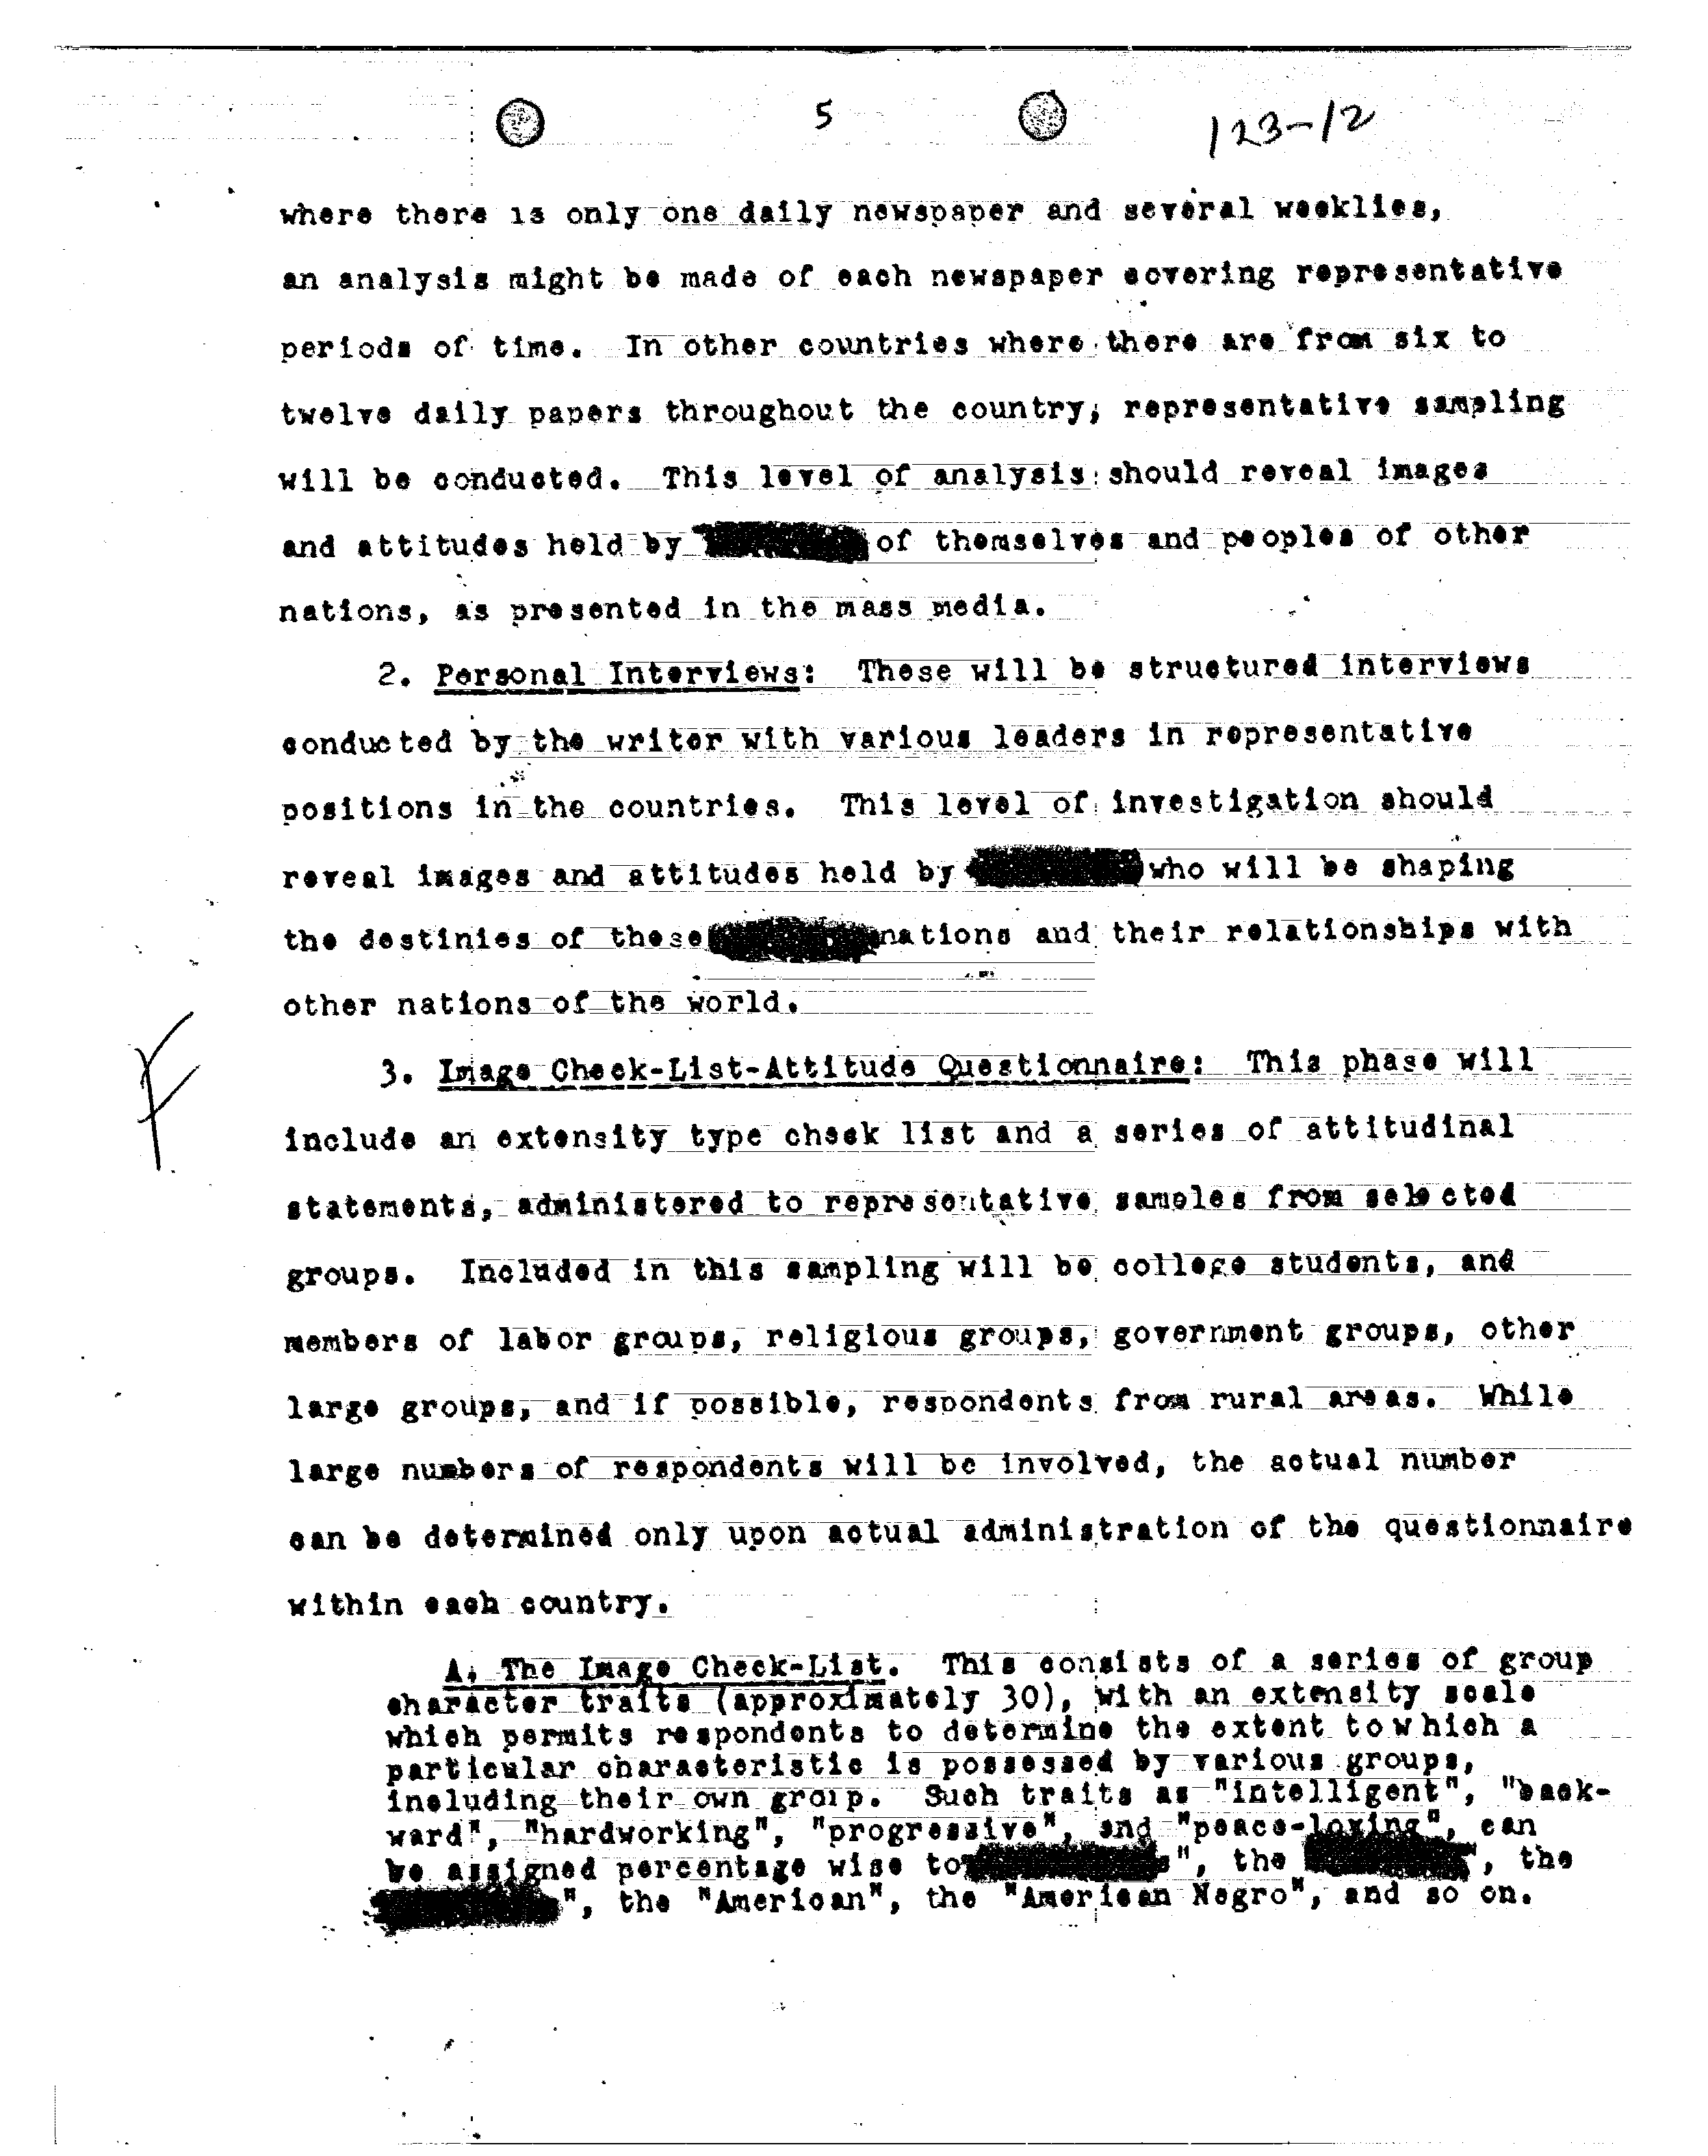 5
123-12
where there is only one daily newspaper and several weeklies,
an analysis might be made of each newspaper covering representative
periods of time. In other countries where there are from six to
twelve daily papers throughout the country, representative sampling
will be conducted. This level of analysis should reveal images
and attitudes held by of themselves and peoples of other
nations, as presented in the mass media.
2. Personal Interviews: These will be structured interviews
conducted by the writer with various leaders in representative
positions in the countries. This level of investigation should
reveal images and attitudes held by who will be shaping
the destinies of these nations and their relationships with
other nations of the world.
F
3. Image Check-List-Attitude Questionnaire: This phase will
include an extensity type check list and a series of attitudinal
statements, administered to representative samples from selected
groups. Included in this sampling will be college students, and
members of labor groups, religious groups, government groups, other
large groups, and if possible, respondents from rural areas. While
large numbers of respondents will be involved, the actual number
can be determined only upon actual administration of the questionnaire
within each country.
A. The Image Check-List. This consists of a series of group
character traits (approximately 30), with an extensity scale
which permits respondents to determine the extent to which a
particular characteristic is possessed by various groups,
including their own group. Such traits as "intelligent", "back-
ward", "hardworking", "progressive", and "peace-loving", can
be assigned percentage wise to s", the ", the
", the "American", the "American Negro", and so on.